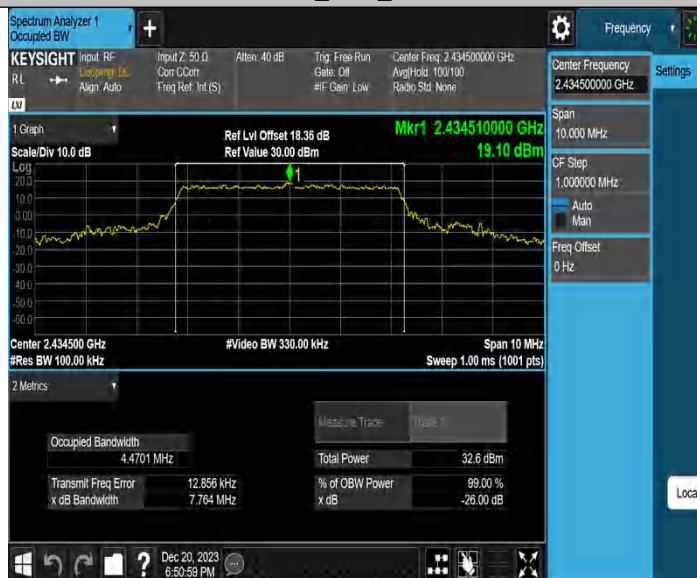 Spectrum Analyzer 1
Occupied BW
Frequency
KEYSIGHT
RL
Input: RF
Coupling: DC
Align: Auto
Input Z: 50 Ω
Corr CCorr
Freq Ref: Int (S)
Atten: 40 dB
Trig: Free Run
Gate: Off
#IF Gain: Low
Center Freq: 2.434500000 GHz
Avg|Hold: 100/100
Radio Std: None
LXI
Center Frequency
2.434500000 GHz
Settings
Span
10.000 MHz
CF Step
1.000000 MHz
Auto
Man
Freq Offset
0 Hz
1 Graph
Scale/Div 10.0 dB
Ref Lvl Offset 18.36 dB
Ref Value 30.00 dBm
Mkr1 2.434510000 GHz
19.10 dBm
Log
20.0
10.0
0.00
-10.0
-20.0
-30.0
-40.0
-50.0
-60.0
1
Center 2.434500 GHz
#Res BW 100.00 kHz
#Video BW 330.00 kHz
Span 10 MHz
Sweep 1.00 ms (1001 pts)
2 Metrics
Measure Trace
Trace 1
Occupied Bandwidth
4.4701 MHz
Total Power 32.6 dBm
Transmit Freq Error 12.856 kHz
% of OBW Power 99.00 %
x dB Bandwidth 7.764 MHz
x dB -26.00 dB
Loca
?
Dec 20, 2023
6:50:59 PM